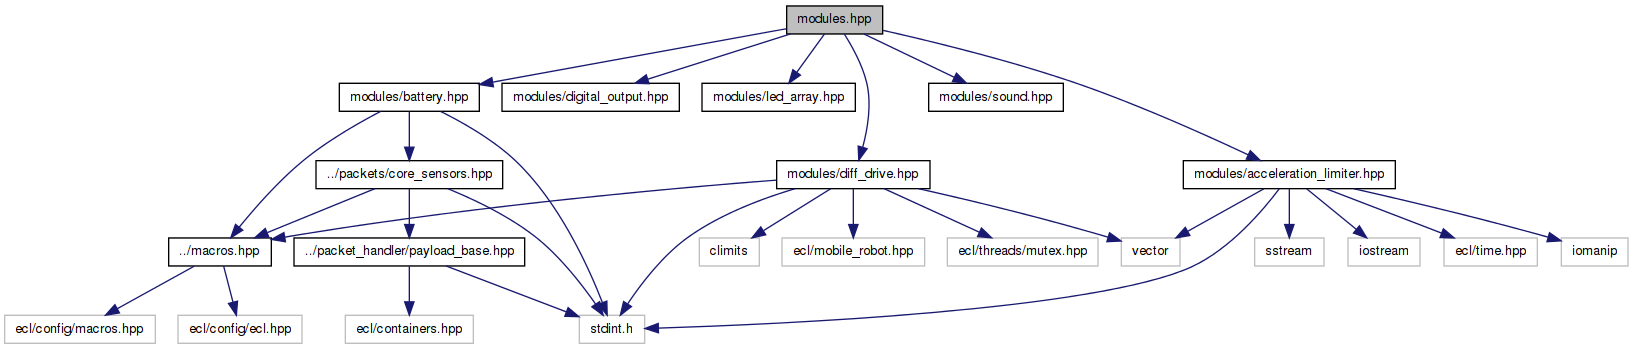 modules.hpp
modules/battery.hpp
modules/digital_output.hpp
modules/led_array.hpp
modules/sound.hpp
../packets/core_sensors.hpp
modules/diff_drive.hpp
modules/acceleration_limiter.hpp
../macros.hpp
../packet_handler/payload_base.hpp
climits
ecl/mobile_robot.hpp
ecl/threads/mutex.hpp
vector
sstream
iostream
ecl/time.hpp
iomanip
ecl/config/macros.hpp
ecl/config/ecl.hpp
ecl/containers.hpp
stdint.h